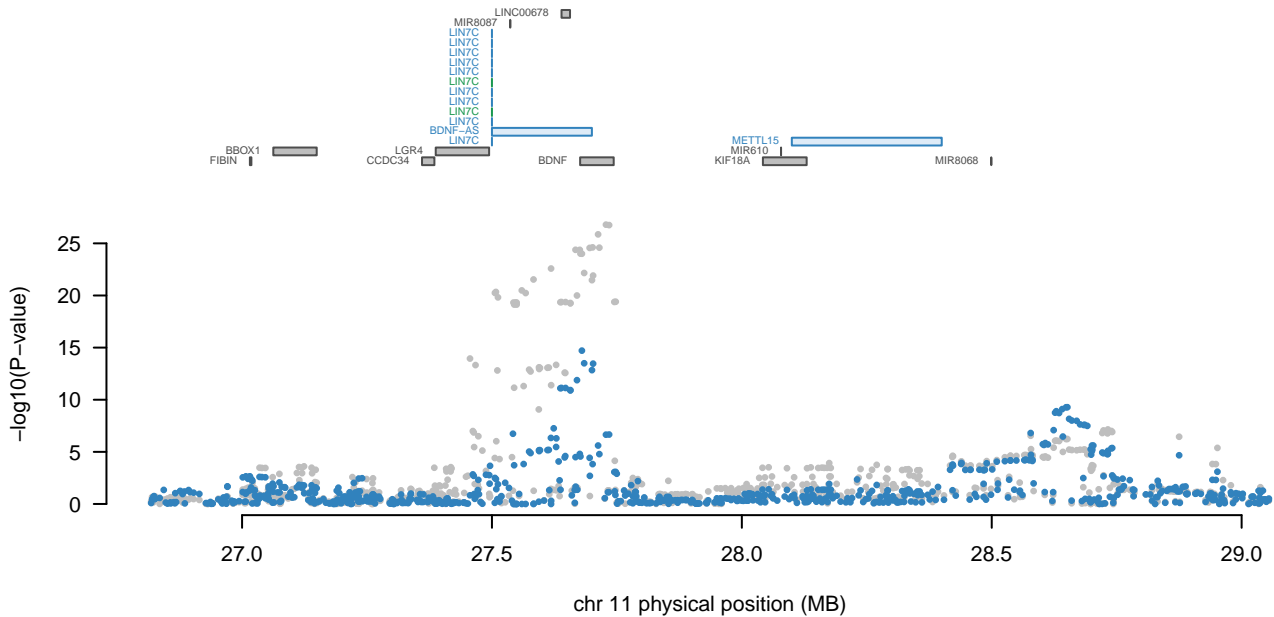 LINC00678
MIR8087
LIN7C
LIN7C
LIN7C
LIN7C
LIN7C
LIN7C
LIN7C
LIN7C
LIN7C
LIN7C
BDNF−AS
LIN7C
METTL15
BBOX1 LGR4 MIR610
FIBIN CCDC34 BDNF KIF18A MIR8068
−log10(P−value)
25
20
15
10
5
0
27.0 27.5 28.0 28.5 29.0
chr 11 physical position (MB)